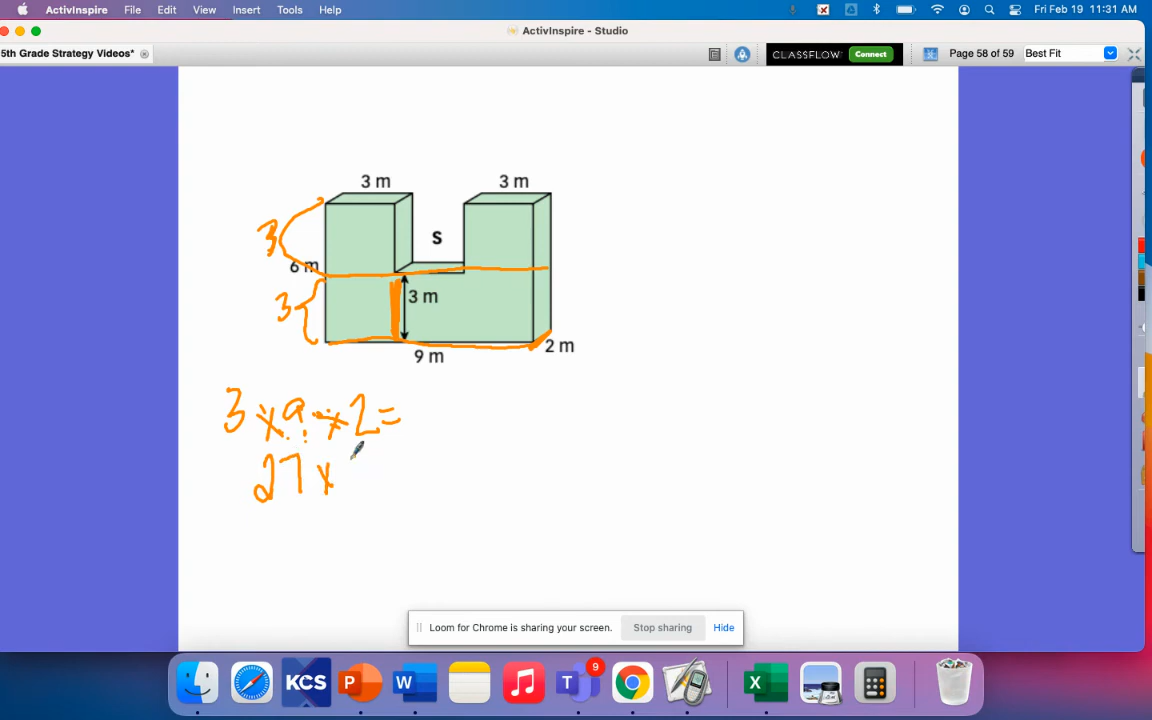 ActivInspire File Edit View Insert Tools Help Fri Feb 19 11:31 AM
ActivInspire - Studio
5th Grade Strategy Videos* CLASSFLOW Connect Page 58 of 59 Best Fit
3 m 3 m
3 S
6 m
3 3 m
9 m 2 m
3 x 9 x 2 =
27 x
Loom for Chrome is sharing your screen. Stop sharing Hide
KCS P W T 9 X